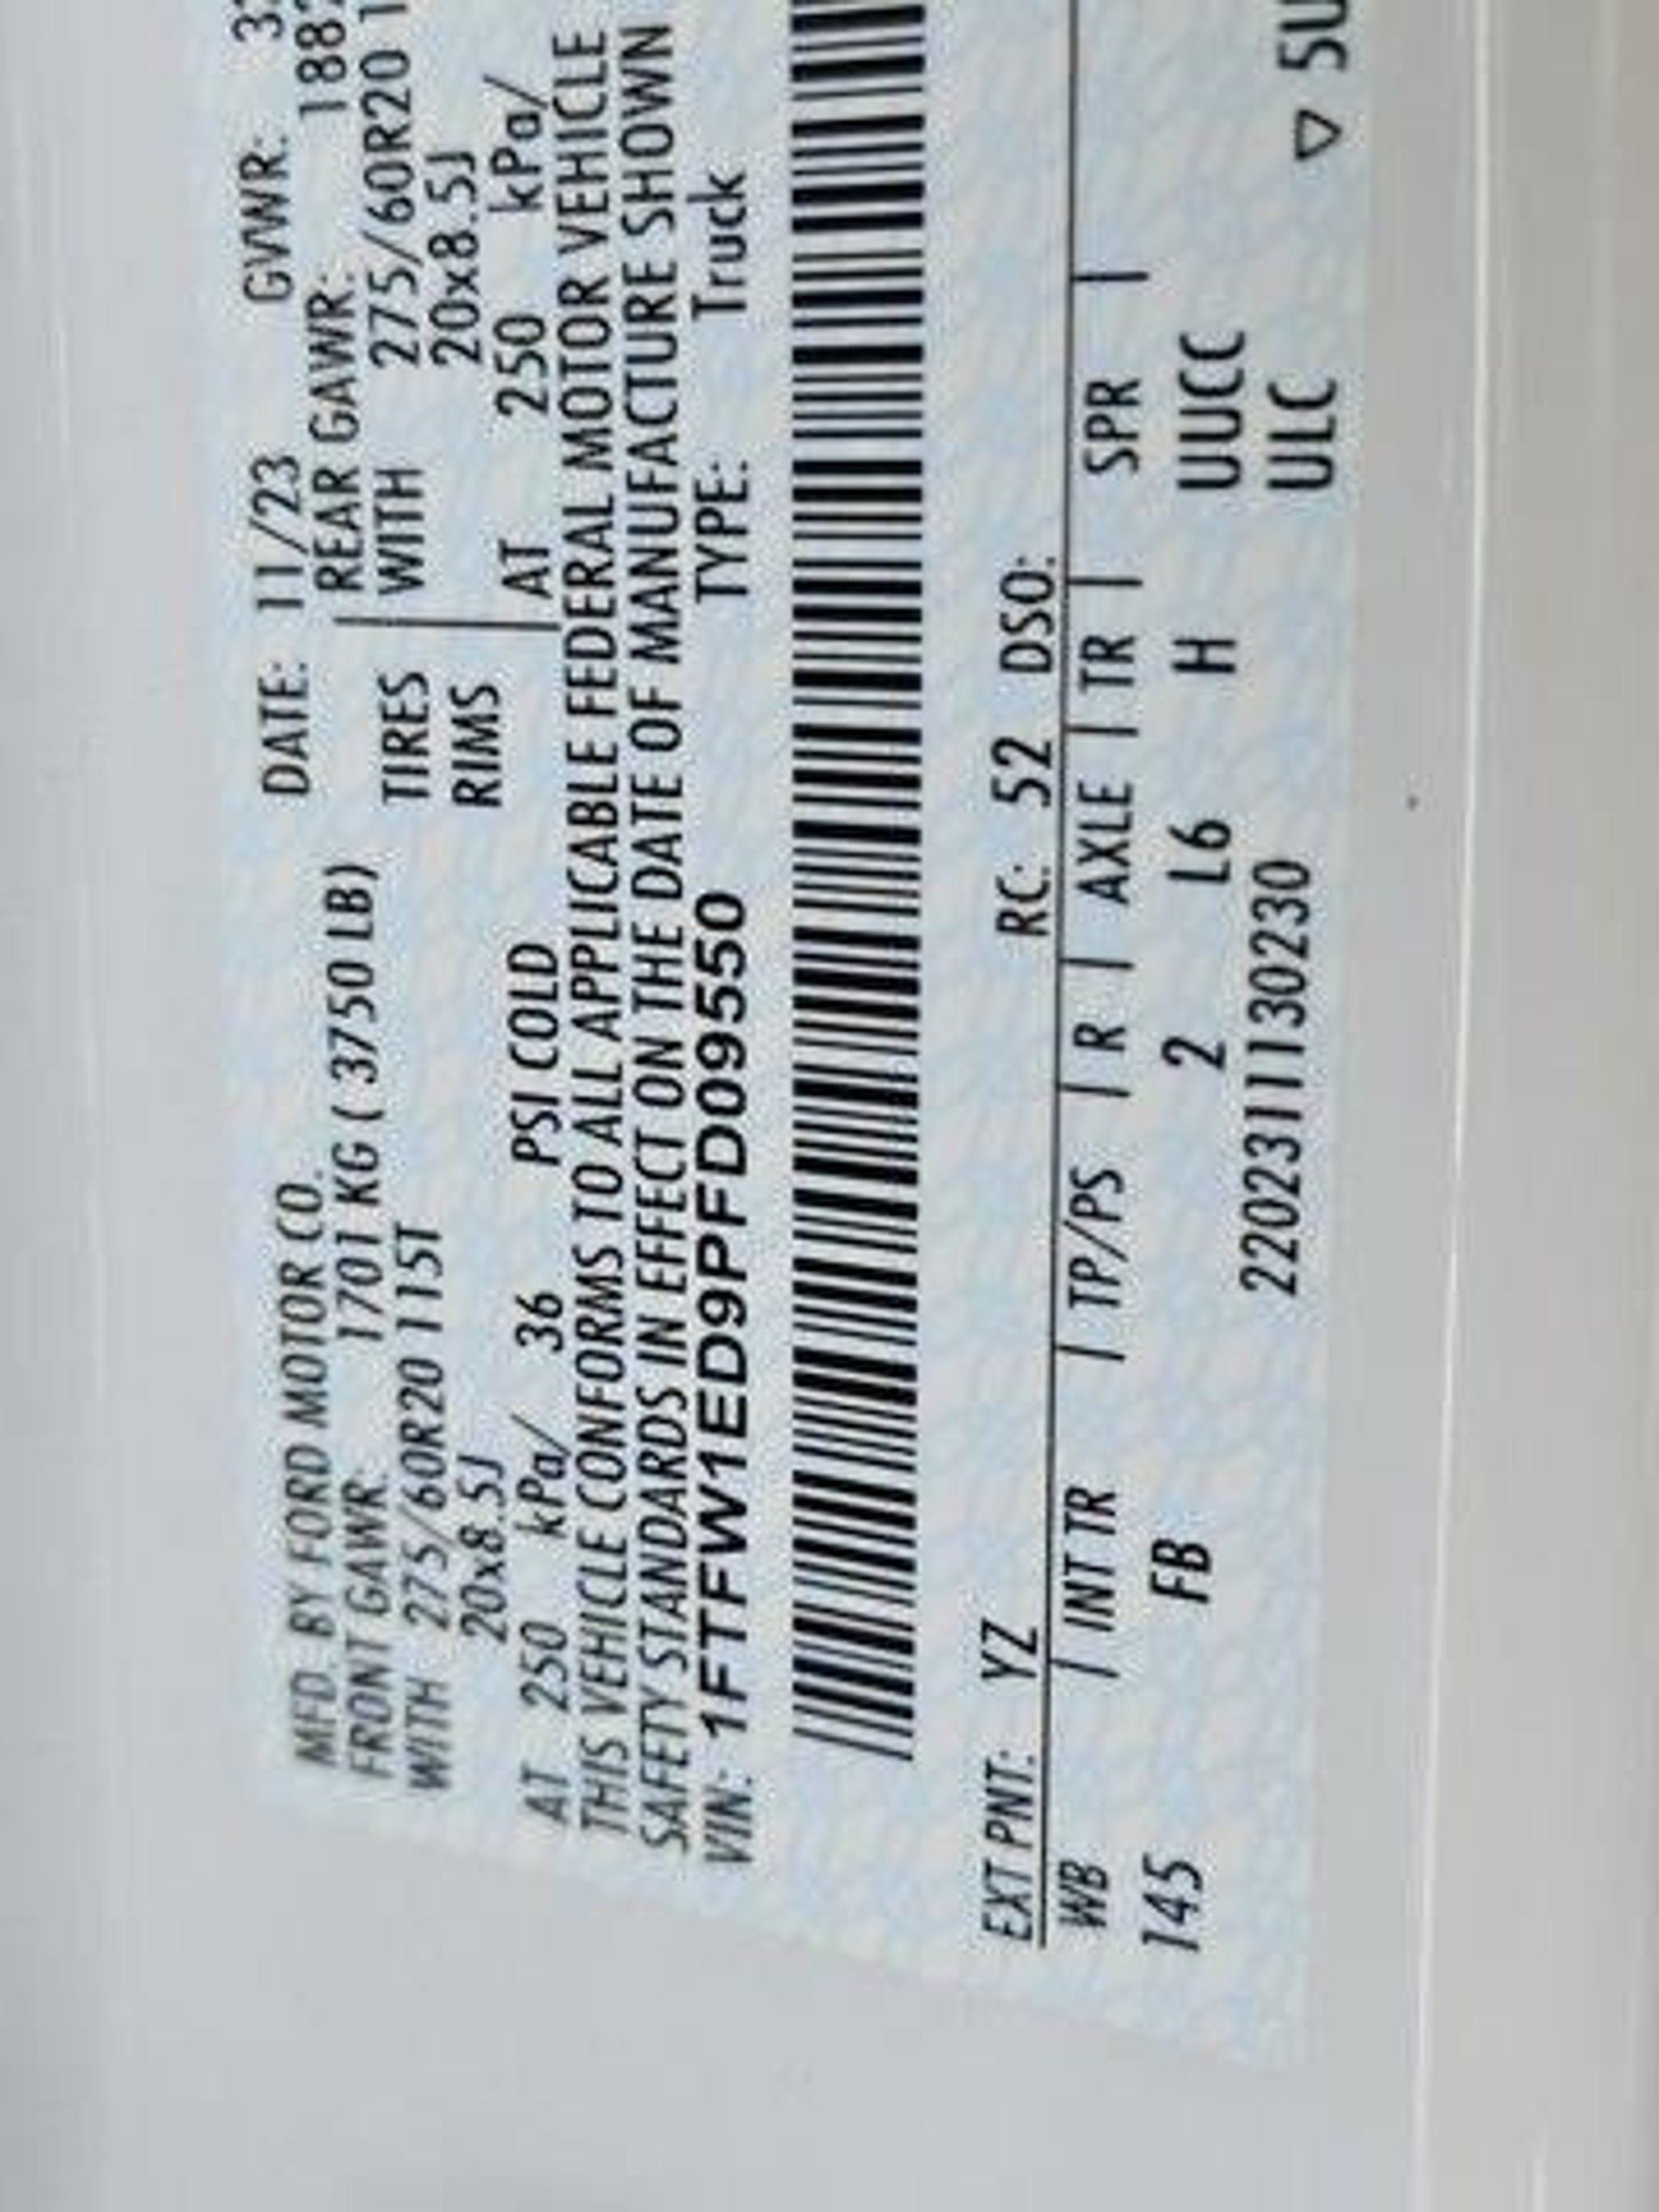 MFD. BY FORD MOTOR CO. DATE: 11/23 GVWR:
FRONT GAWR: 1701 KG ( 3750 LB) REAR GAWR:
WITH 275/60R20 115T TIRES WITH 275/60R20
20x8.5J RIMS 20x8.5J
AT 250 kPa/ 36 PSI COLD AT 250 kPa/
THIS VEHICLE CONFORMS TO ALL APPLICABLE FEDERAL MOTOR VEHICLE
SAFETY STANDARDS IN EFFECT ON THE DATE OF MANUFACTURE SHOWN
VIN: 1FTFW1ED9PFD09550 TYPE: Truck
EXT PNT: YZ RC: 52 DSO:
WB | INT TR | TP/PS | R | AXLE | TR | SPR |
145 FB 2 L6 H UUCC
22023111302​30 ULC
▽ 5U